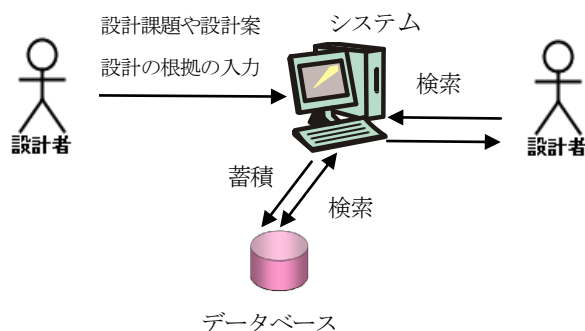 設計課題や設計案
設計の根拠の入力
システム
検索
設計者
設計者
蓄積
検索
データベース